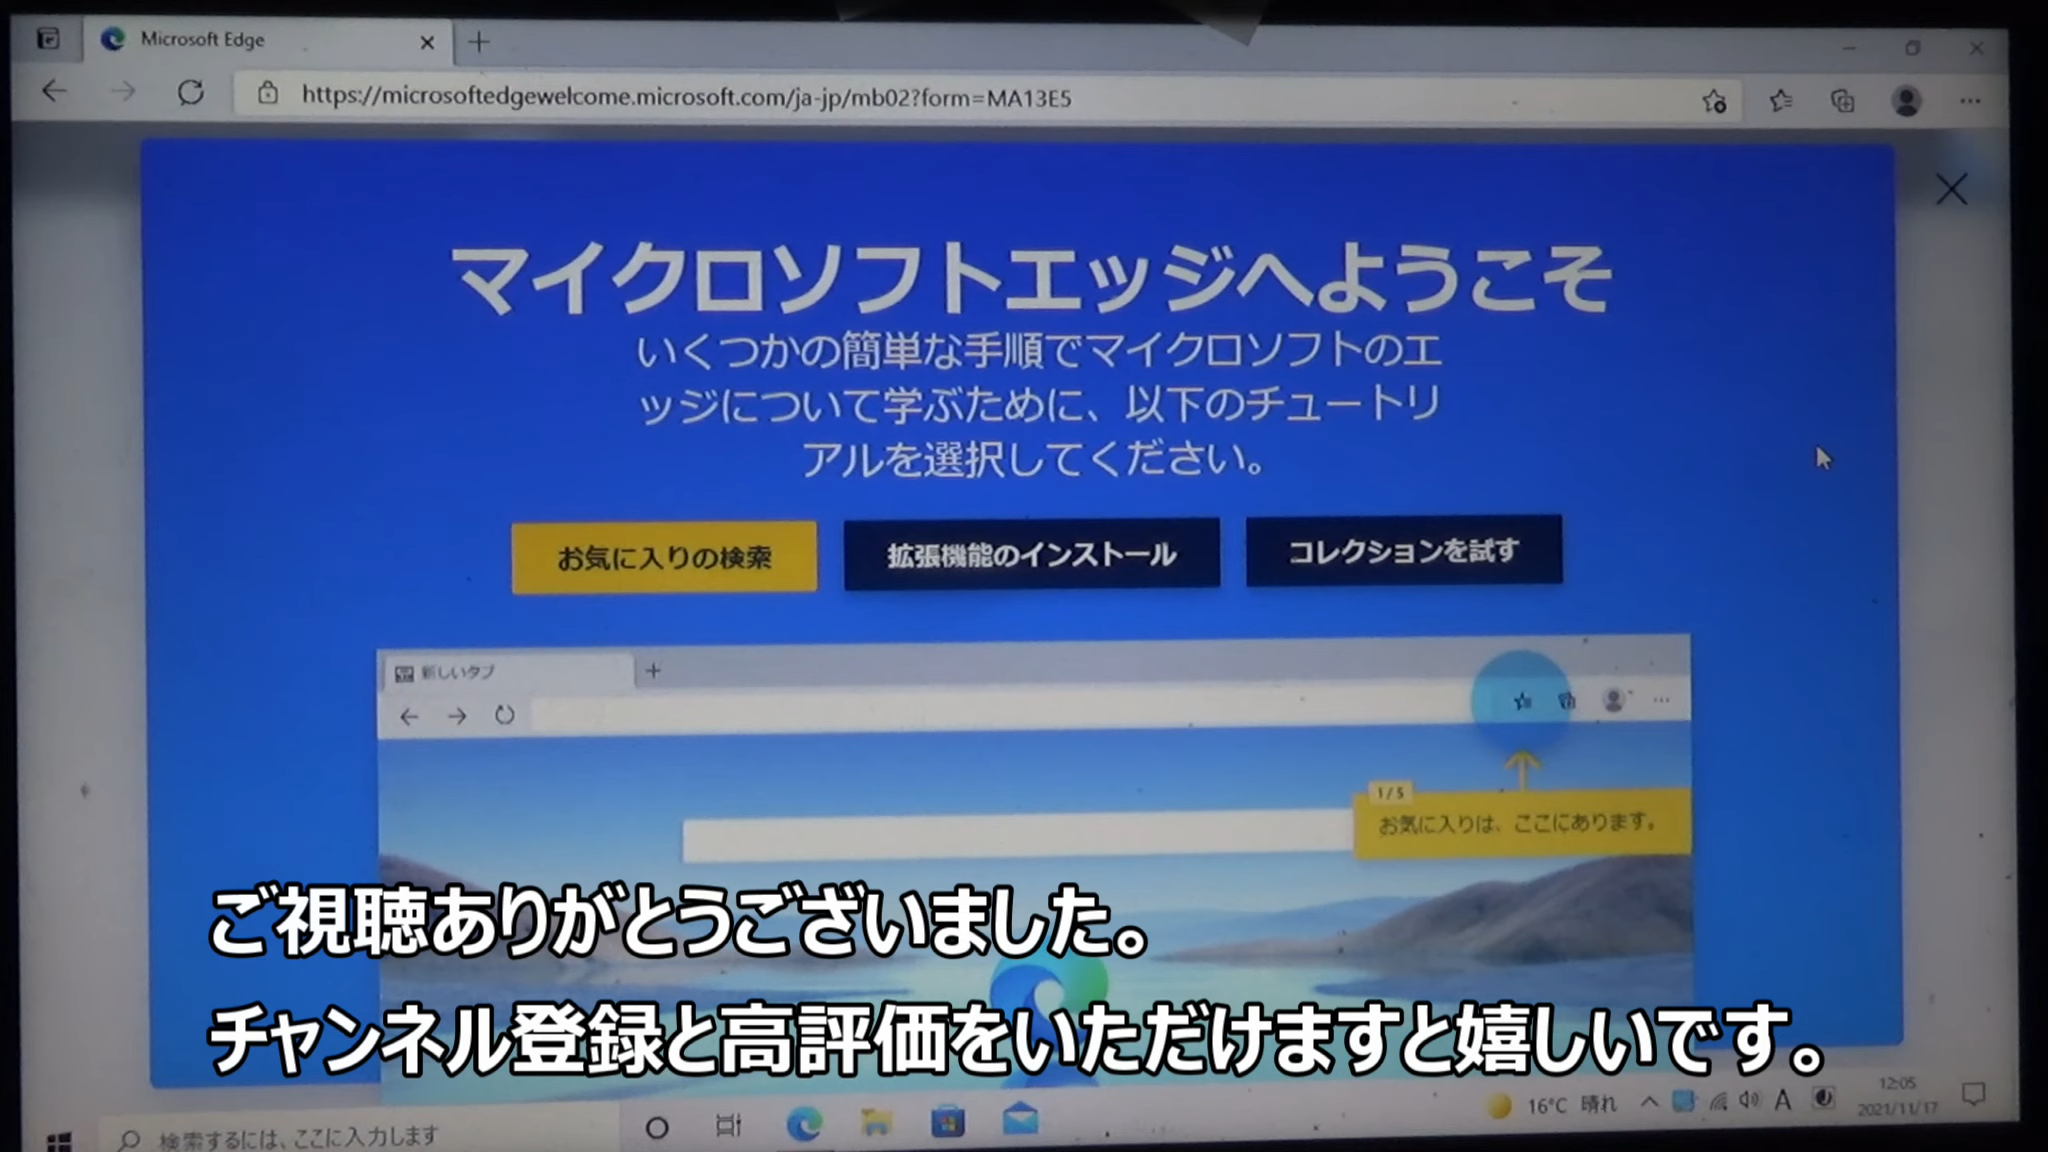 Microsoft Edge
https://microsoftedgewelcome.microsoft.com/ja-jp/mb02?form=MA13E5
マイクロソフトエッジへようこそ
いくつかの簡単な手順でマイクロソフトのエ
ッジについて学ぶために、以下のチュートリ
アルを選択してください。
お気に入りの検索
拡張機能のインストール
コレクションを試す
新しいタブ
1/5
お気に入りは、ここにあります。
ご視聴ありがとうございました。
チャンネル登録と高評価をいただけますと嬉しいです。
検索するには、ここに入力します
16°C 晴れ
A
12:05
2021/11/17